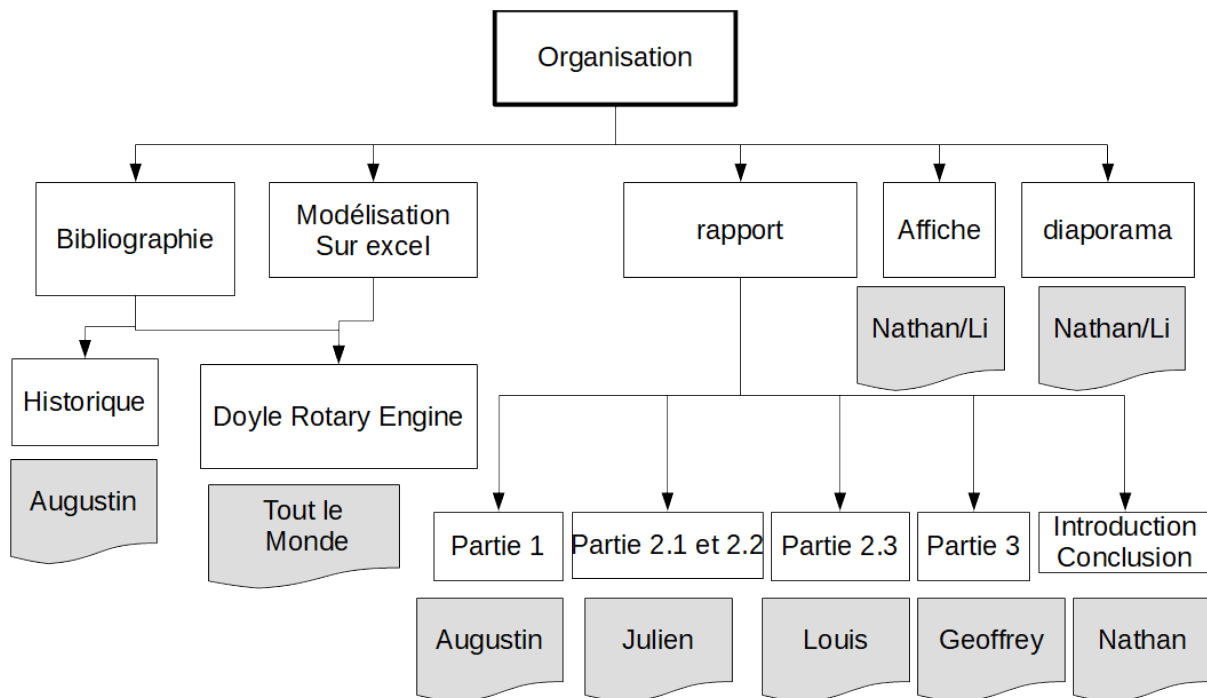 Organisation
Bibliographie
Modélisation
Sur excel
rapport
Affiche
diaporama
Nathan/Li
Nathan/Li
Historique
Doyle Rotary Engine
Augustin
Tout le
Monde
Partie 1
Partie 2.1 et 2.2
Partie 2.3
Partie 3
Introduction
Conclusion
Augustin
Julien
Louis
Geoffrey
Nathan